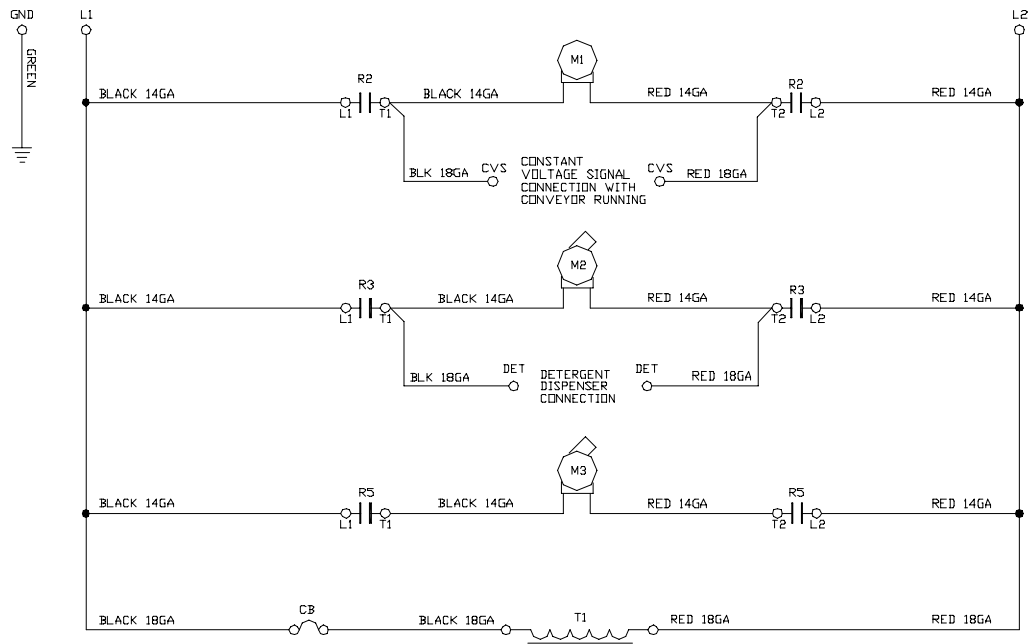 GND
L1
L2
GREEN
M1
R2
R2
BLACK 14GA
BLACK 14GA
RED 14GA
RED 14GA
L1
T1
T2
L2
BLK 18GA
CVS
CONSTANT
VOLTAGE SIGNAL
CONNECTION WITH
CONVEYOR RUNNING
CVS
RED 18GA
M2
R3
R3
BLACK 14GA
BLACK 14GA
RED 14GA
RED 14GA
L1
T1
T2
L2
BLK 18GA
DET
DETERGENT
DISPENSER
CONNECTION
DET
RED 18GA
M3
R5
R5
BLACK 14GA
BLACK 14GA
RED 14GA
RED 14GA
L1
T1
T2
L2
CB
T1
BLACK 18GA
BLACK 18GA
RED 18GA
RED 18GA